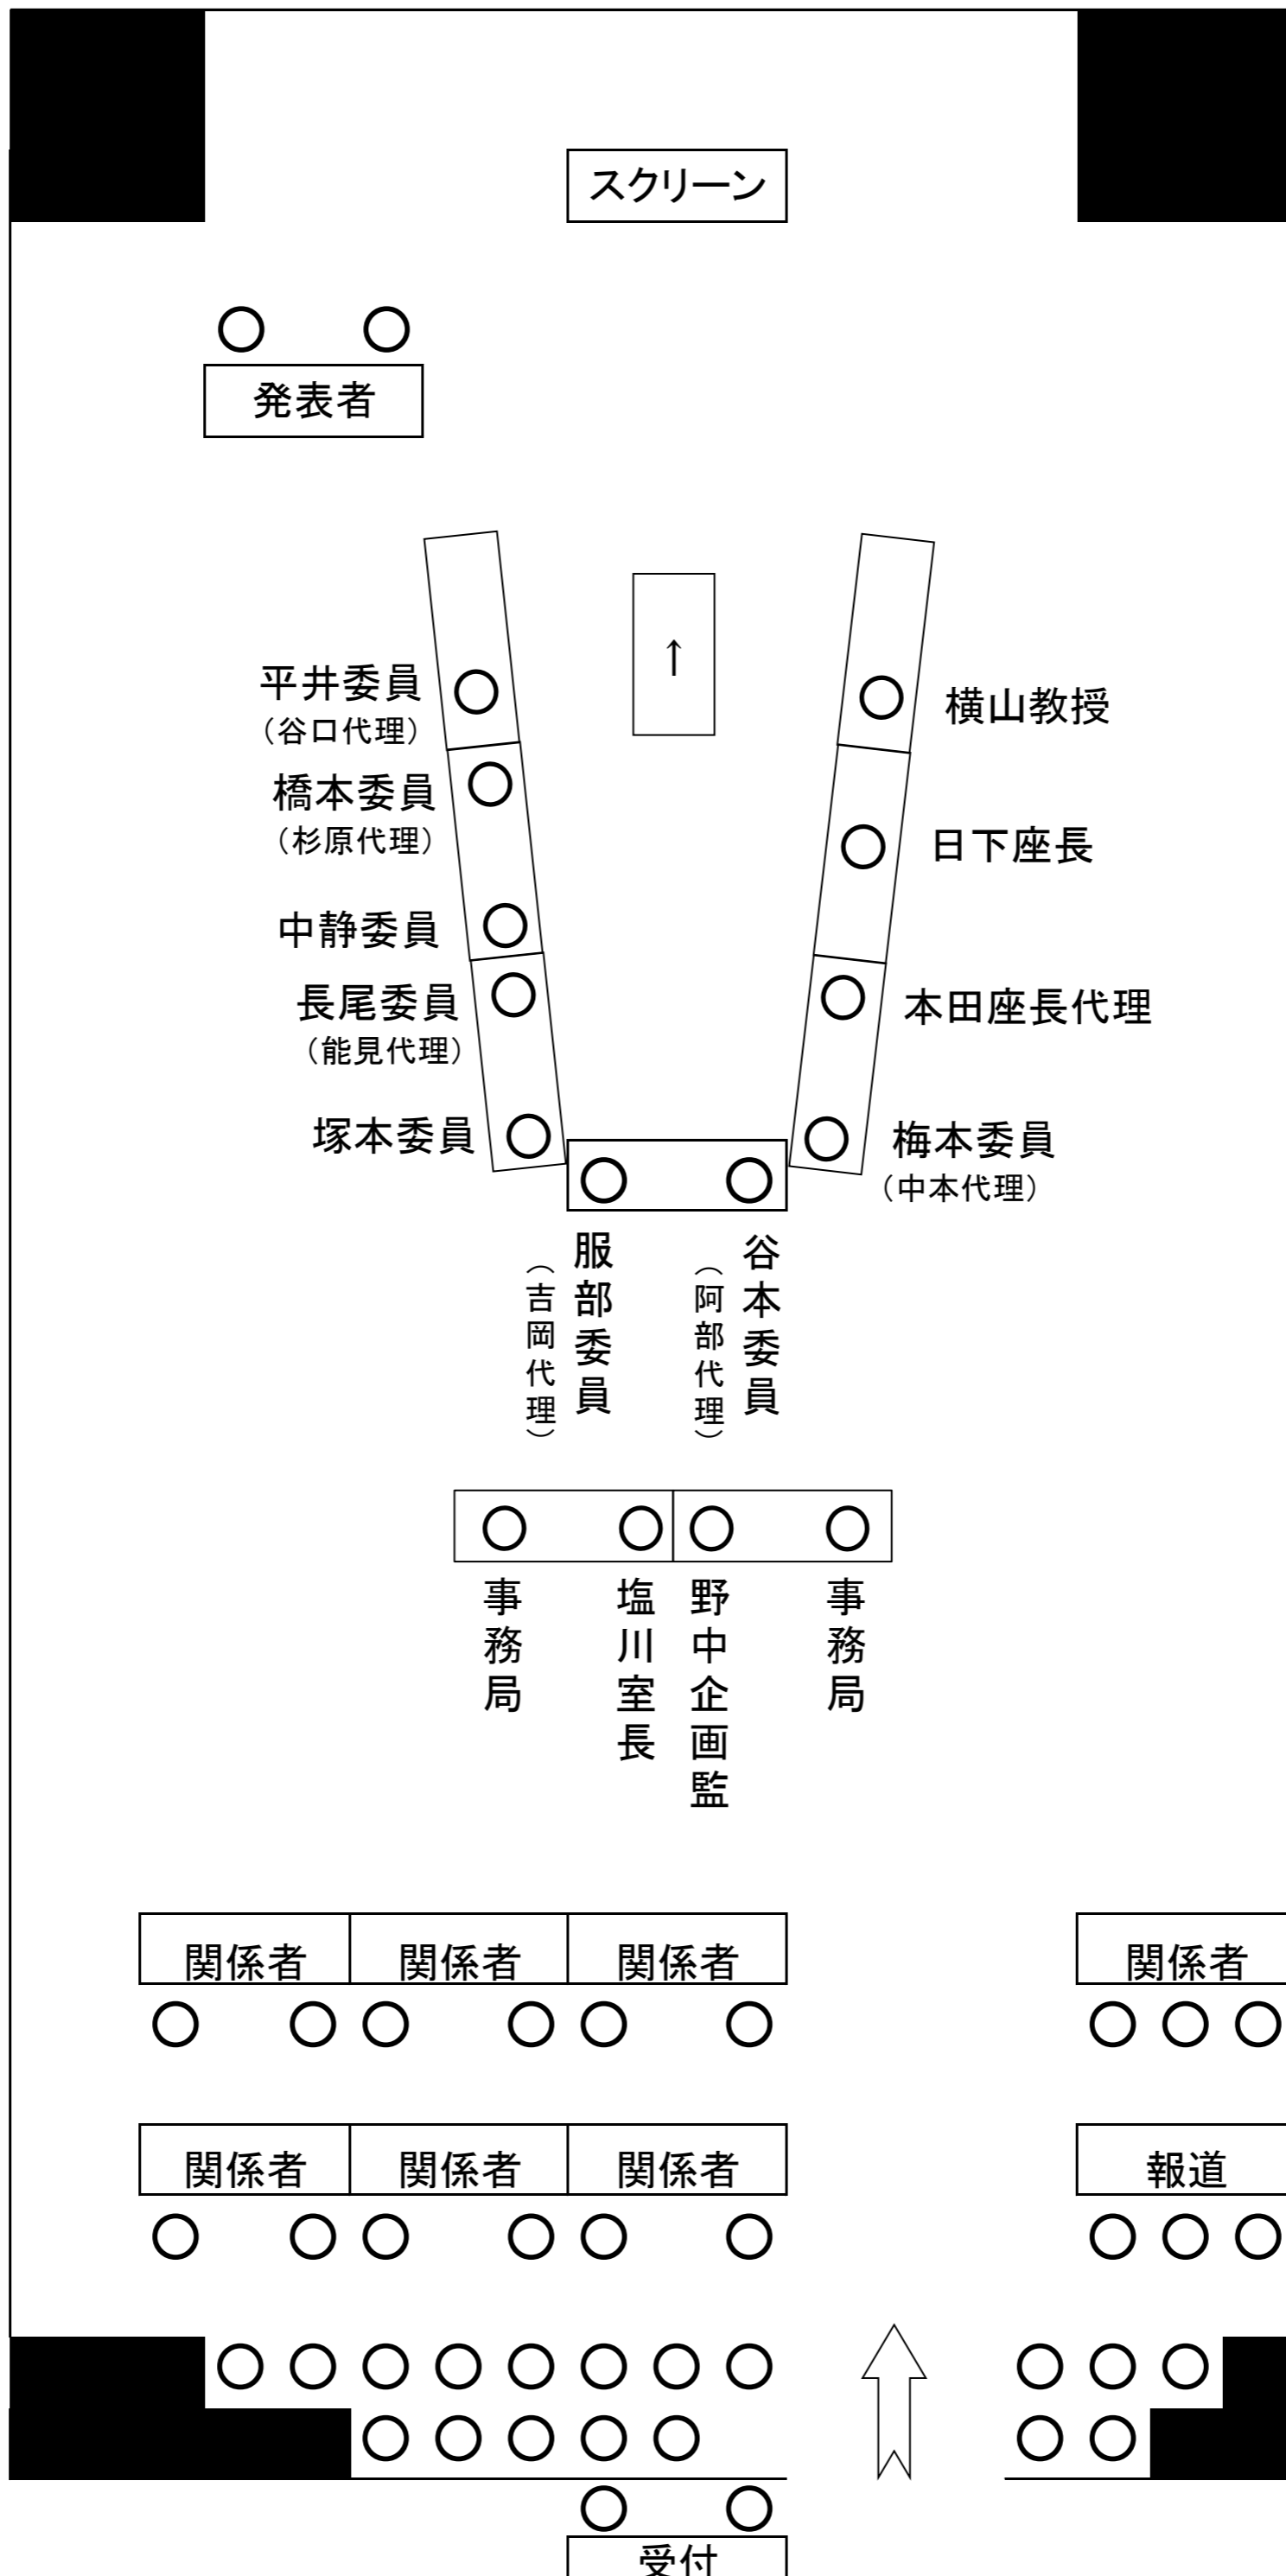 スクリーン
発表者
↑
平井委員
（谷口代理）
橋本委員
（杉原代理）
中静委員
長尾委員
（能見代理）
塚本委員
横山教授
日下座長
本田座長代理
梅本委員
（中本代理）
服部委員
（吉岡代理）
谷本委員
（阿部代理）
事務局
塩川室長
野中企画監
事務局
関係者
関係者
関係者
関係者
関係者
関係者
関係者
報道
受付